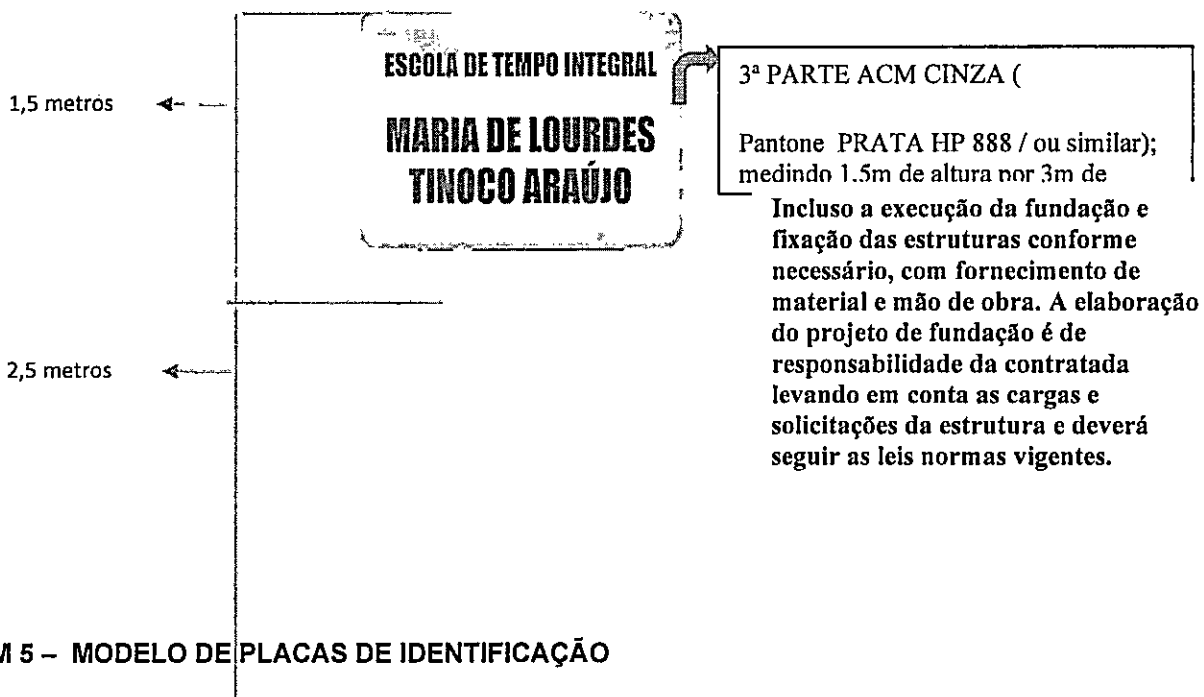 1,5 metros
ESCOLA DE TEMPO INTEGRAL
MARIA DE LOURDES
TINOCO ARAÚJO
3ª PARTE ACM CINZA (
Pantone PRATA HP 888 / ou similar);
medindo 1.5m de altura por 3m de
Incluso a execução da fundação e
fixação das estruturas conforme
necessário, com fornecimento de
material e mão de obra. A elaboração
do projeto de fundação é de
responsabilidade da contratada
levando em conta as cargas e
solicitações da estrutura e deverá
seguir as leis normas vigentes.
2,5 metros
M 5 – MODELO DE PLACAS DE IDENTIFICAÇÃO